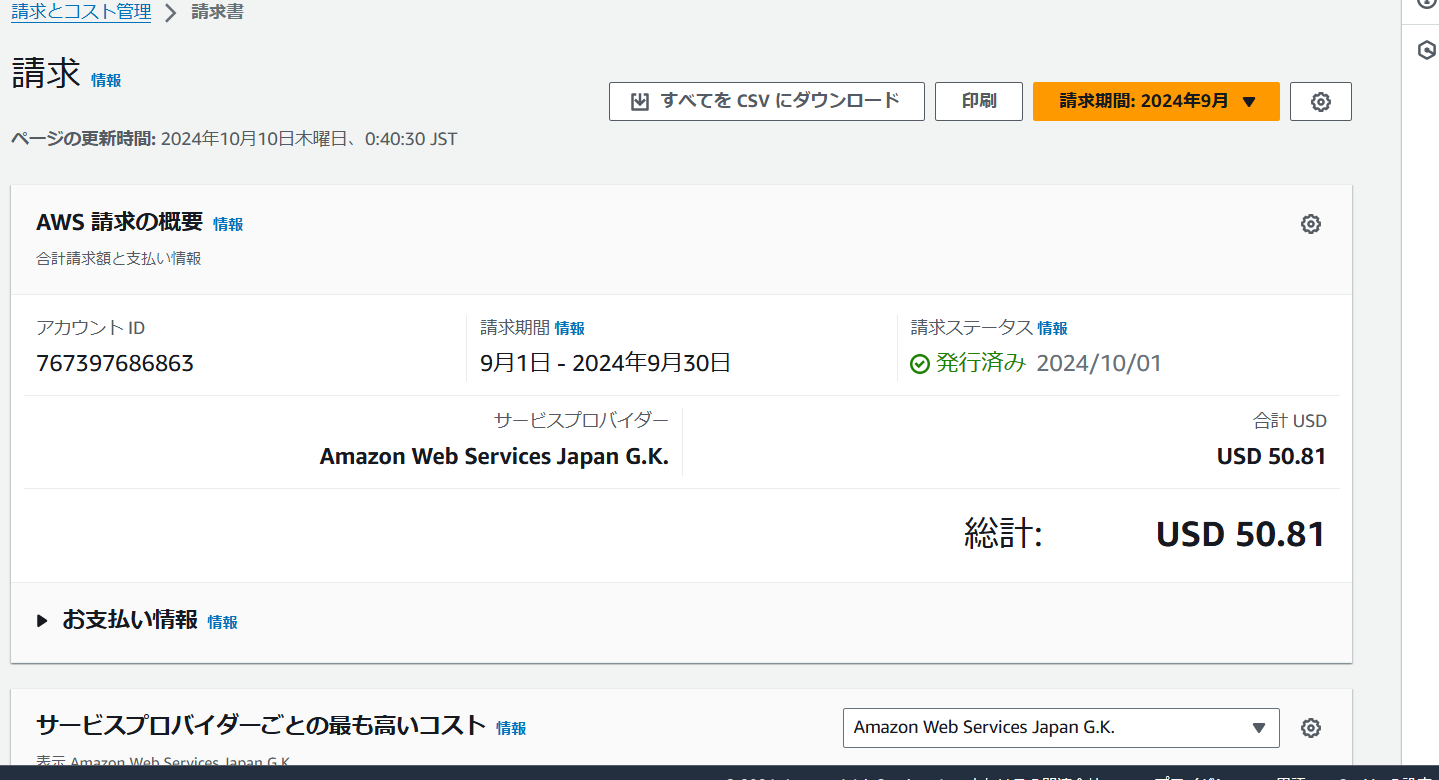 請求とコスト管理 > 請求書
請求 情報
すべてを CSV にダウンロード 印刷 請求期間: 2024年9月 ▼
ページの更新時間: 2024年10月10日木曜日、0:40:30 JST
AWS 請求の概要 情報
合計請求額と支払い情報
アカウント ID 請求期間 情報 請求ステータス 情報
767397686863 9月1日 - 2024年9月30日 発行済み 2024/10/01
サービスプロバイダー 合計 USD
Amazon Web Services Japan G.K. USD 50.81
総計: USD 50.81
お支払い情報 情報
サービスプロバイダーごとの最も高いコスト 情報 Amazon Web Services Japan G.K.
表示 Amazon Web Services Japan G.K.